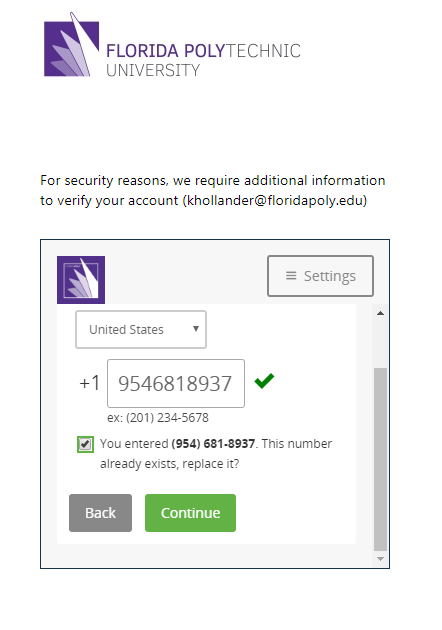 FLORIDA POLYTECHNIC
UNIVERSITY
For security reasons, we require additional information
to verify your account (khollander@floridapoly.edu)
Settings
United States
+1 9546818937
ex: (201) 234-5678
You entered (954) 681-8937. This number
already exists, replace it?
Back Continue